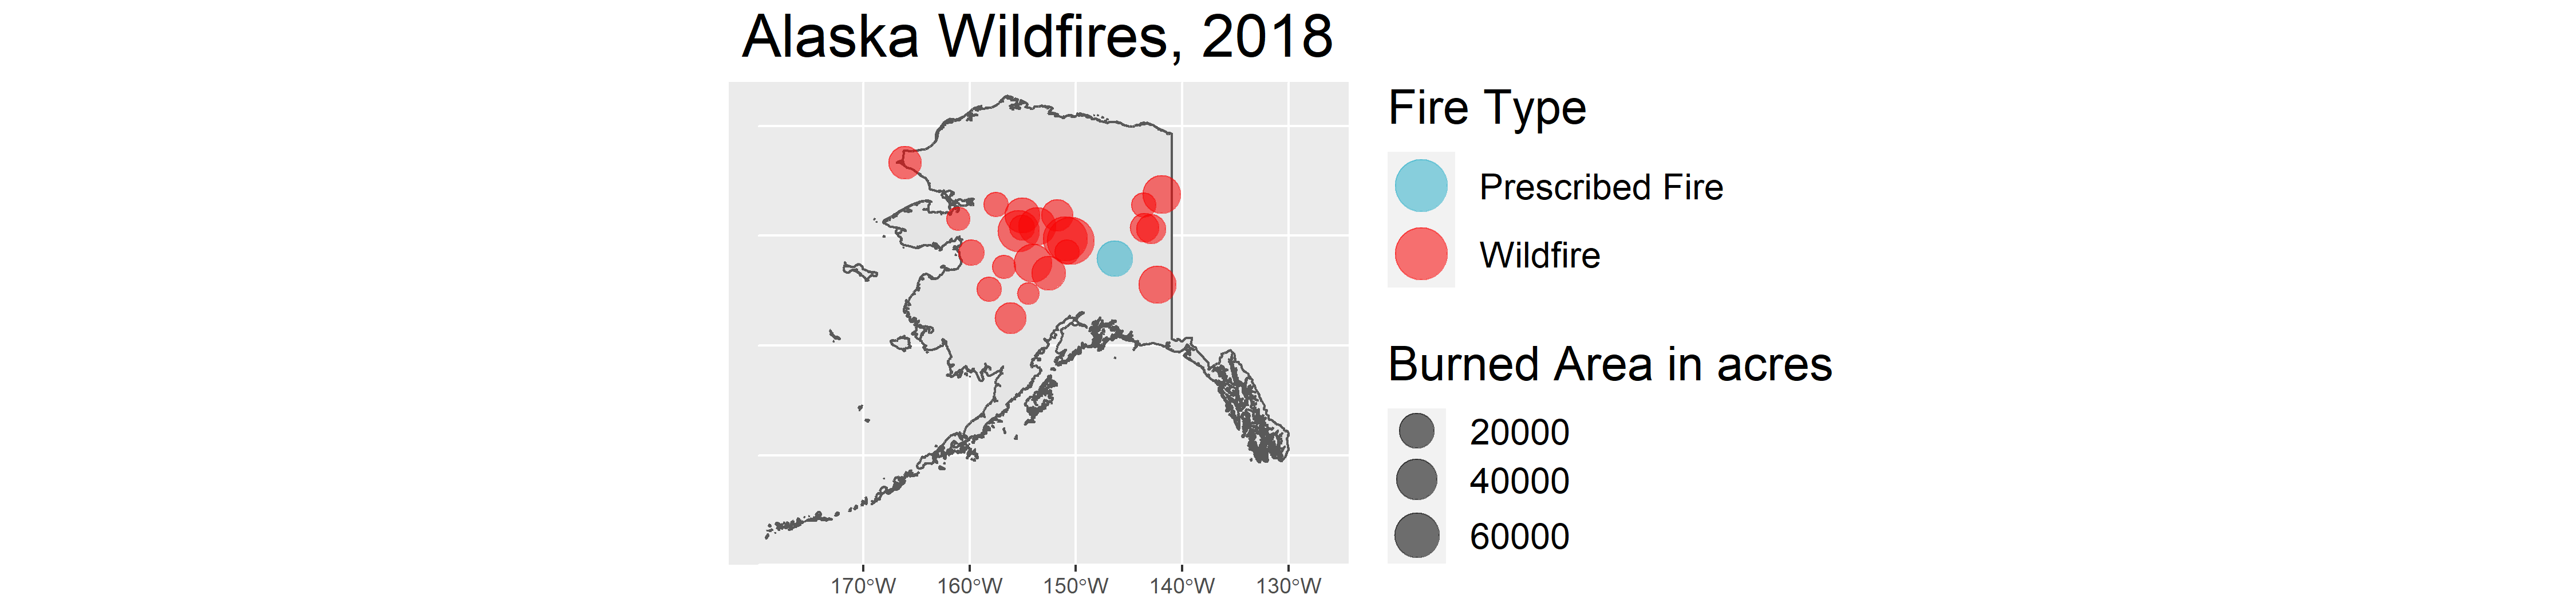 Alaska Wildfires, 2018
Fire Type
Prescribed Fire
Wildfire
Burned Area in acres
20000
40000
60000
170°W 160°W 150°W 140°W 130°W